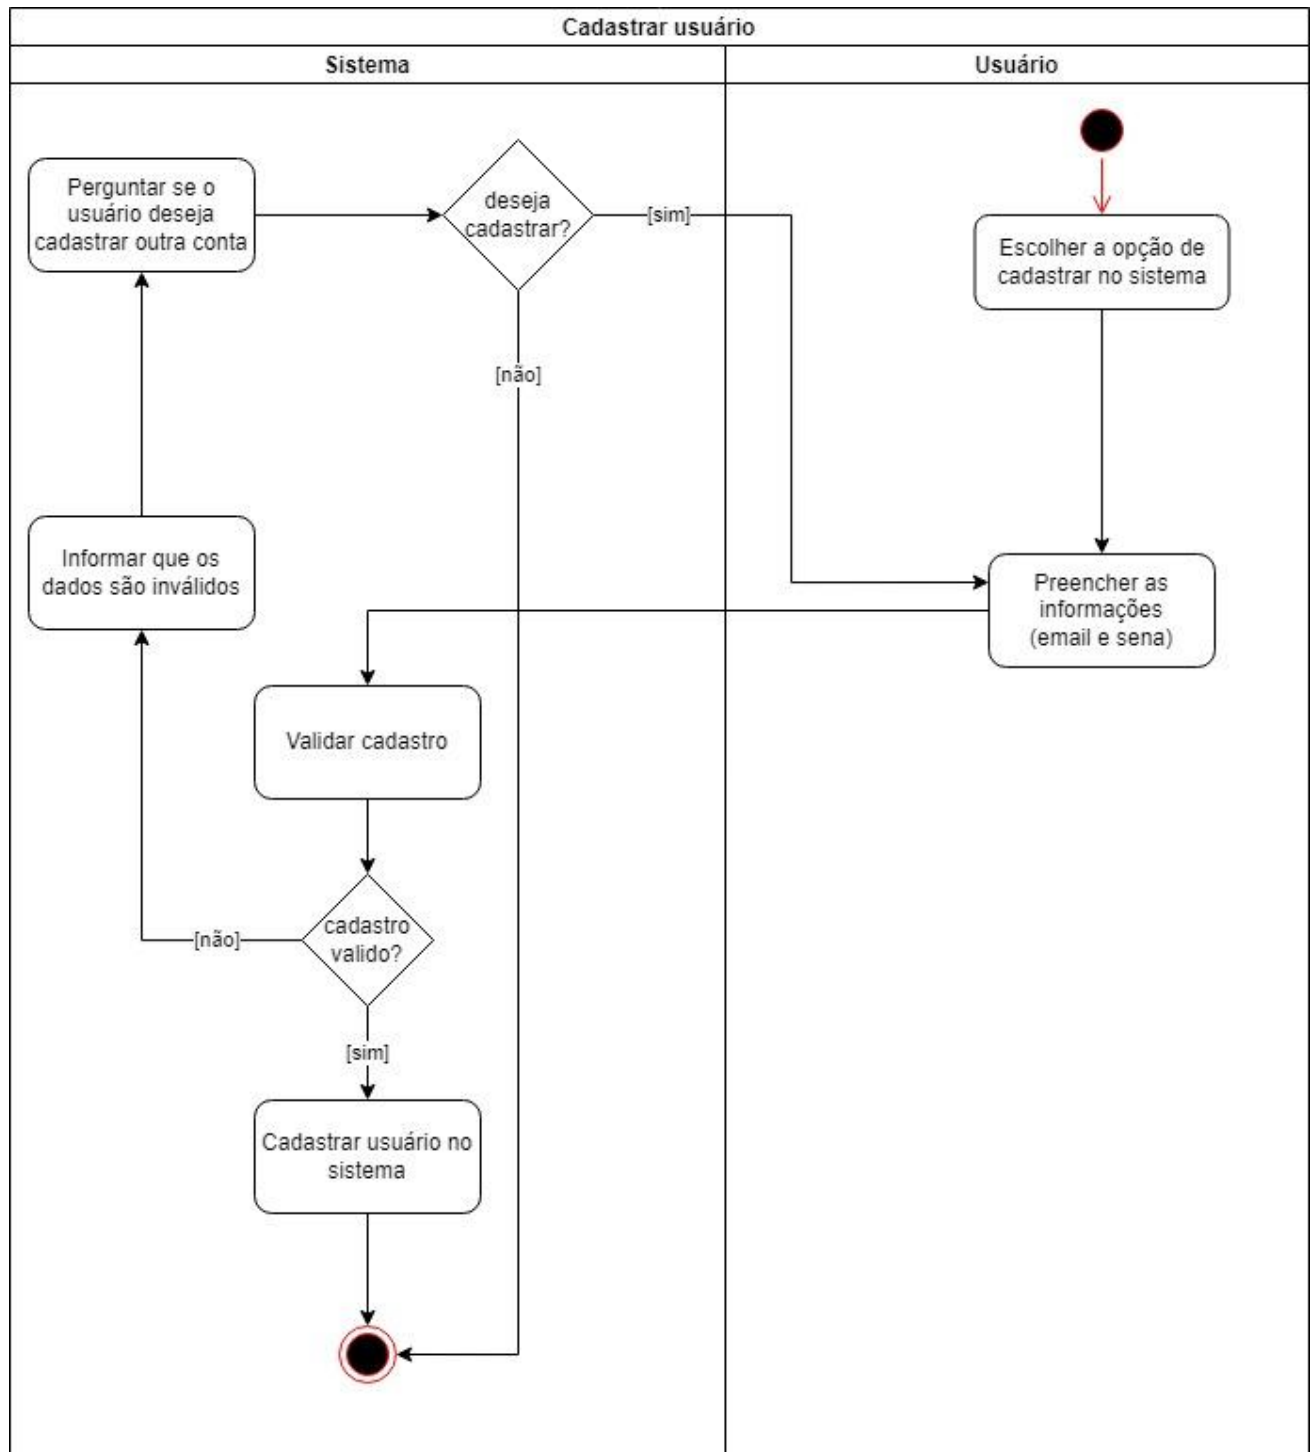 Cadastrar usuário
Sistema
Usuário
Perguntar se o
usuário deseja
cadastrar outra conta
deseja
cadastrar?
[sim]
[não]
Escolher a opção de
cadastrar no sistema
Informar que os
dados são inválidos
Preencher as
informações
(email e sena)
Validar cadastro
cadastro
valido?
[não]
[sim]
Cadastrar usuário no
sistema